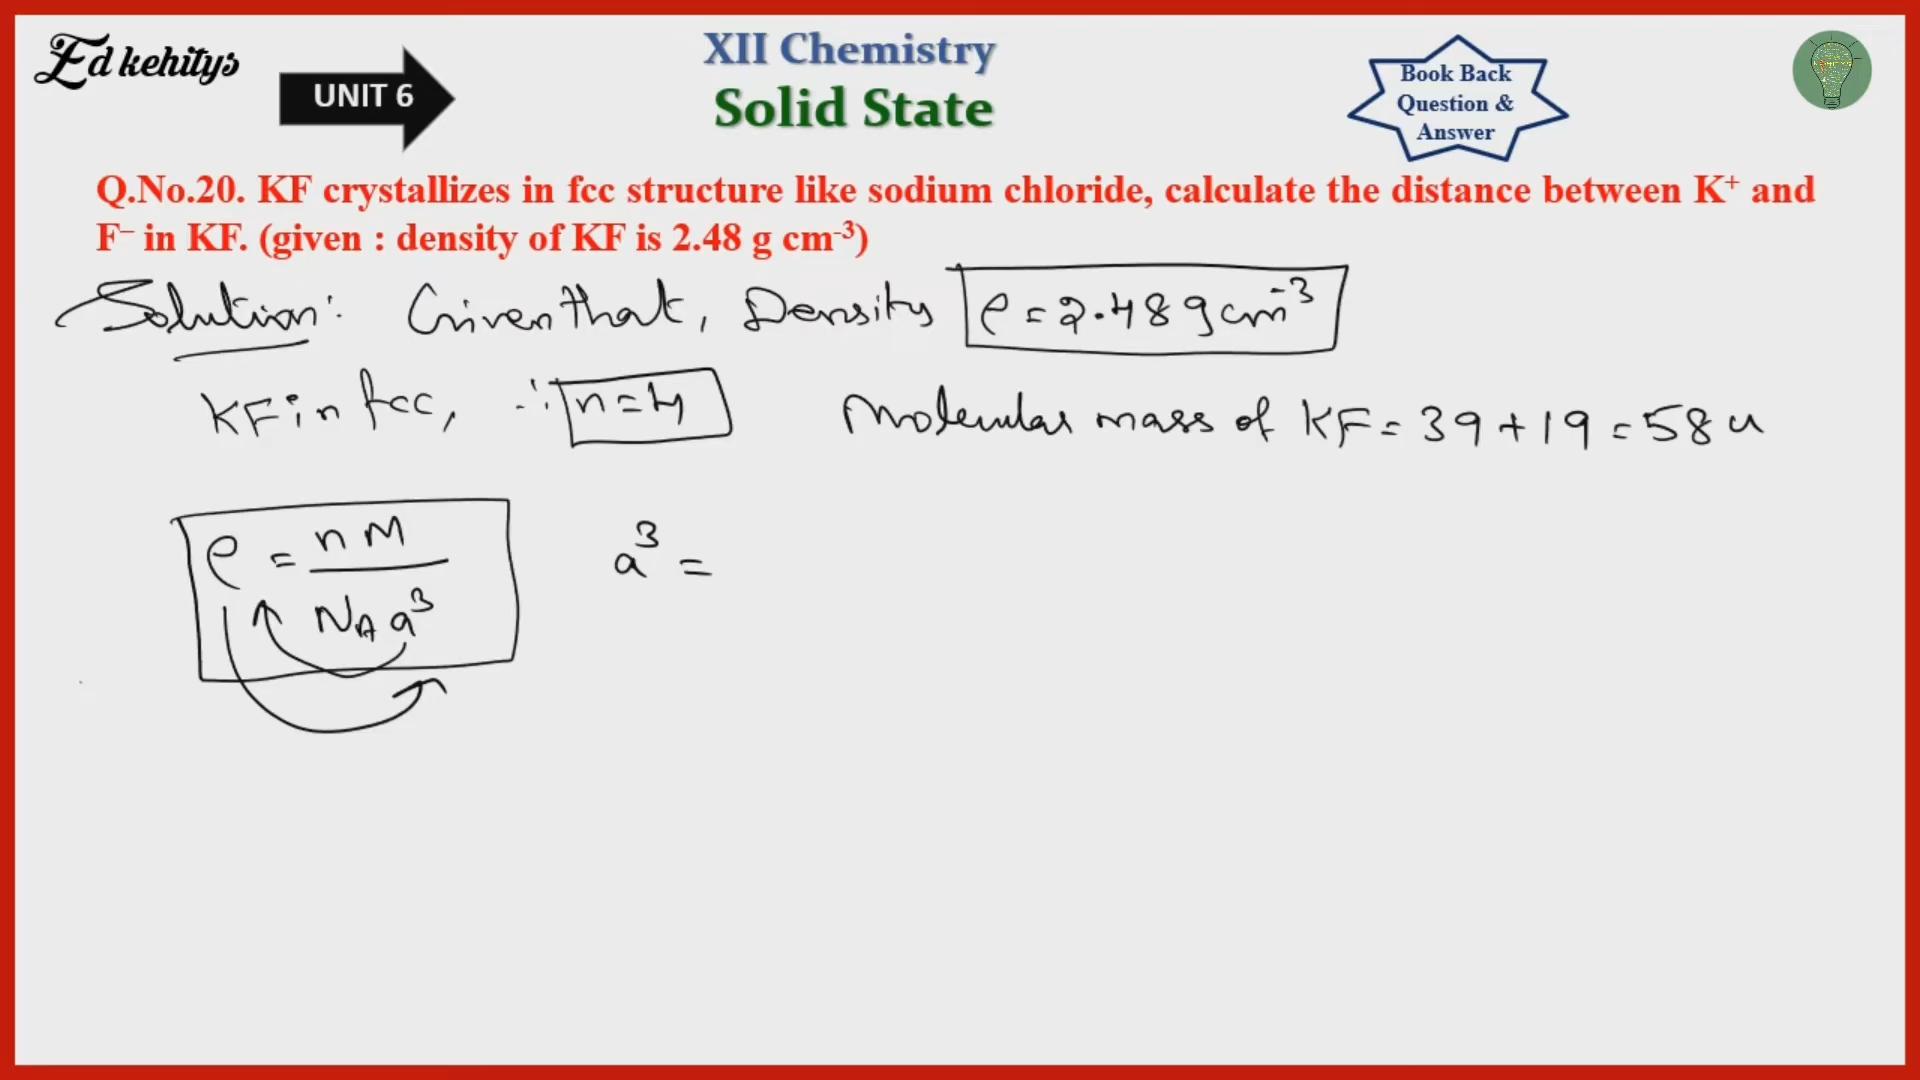 Ed kehitys
UNIT 6
XII Chemistry
Solid State
Book Back
Question &
Answer
Q.No.20. KF crystallizes in fcc structure like sodium chloride, calculate the distance between K⁺ and
F⁻ in KF. (given : density of KF is 2.48 g cm⁻³)
Solution: Given that, Density ρ = 2.48 g cm⁻³
KF in fcc, ∴ n = 4 Molecular mass of KF = 39 + 19 = 58 u
ρ = n M / N_A a³
a³ =